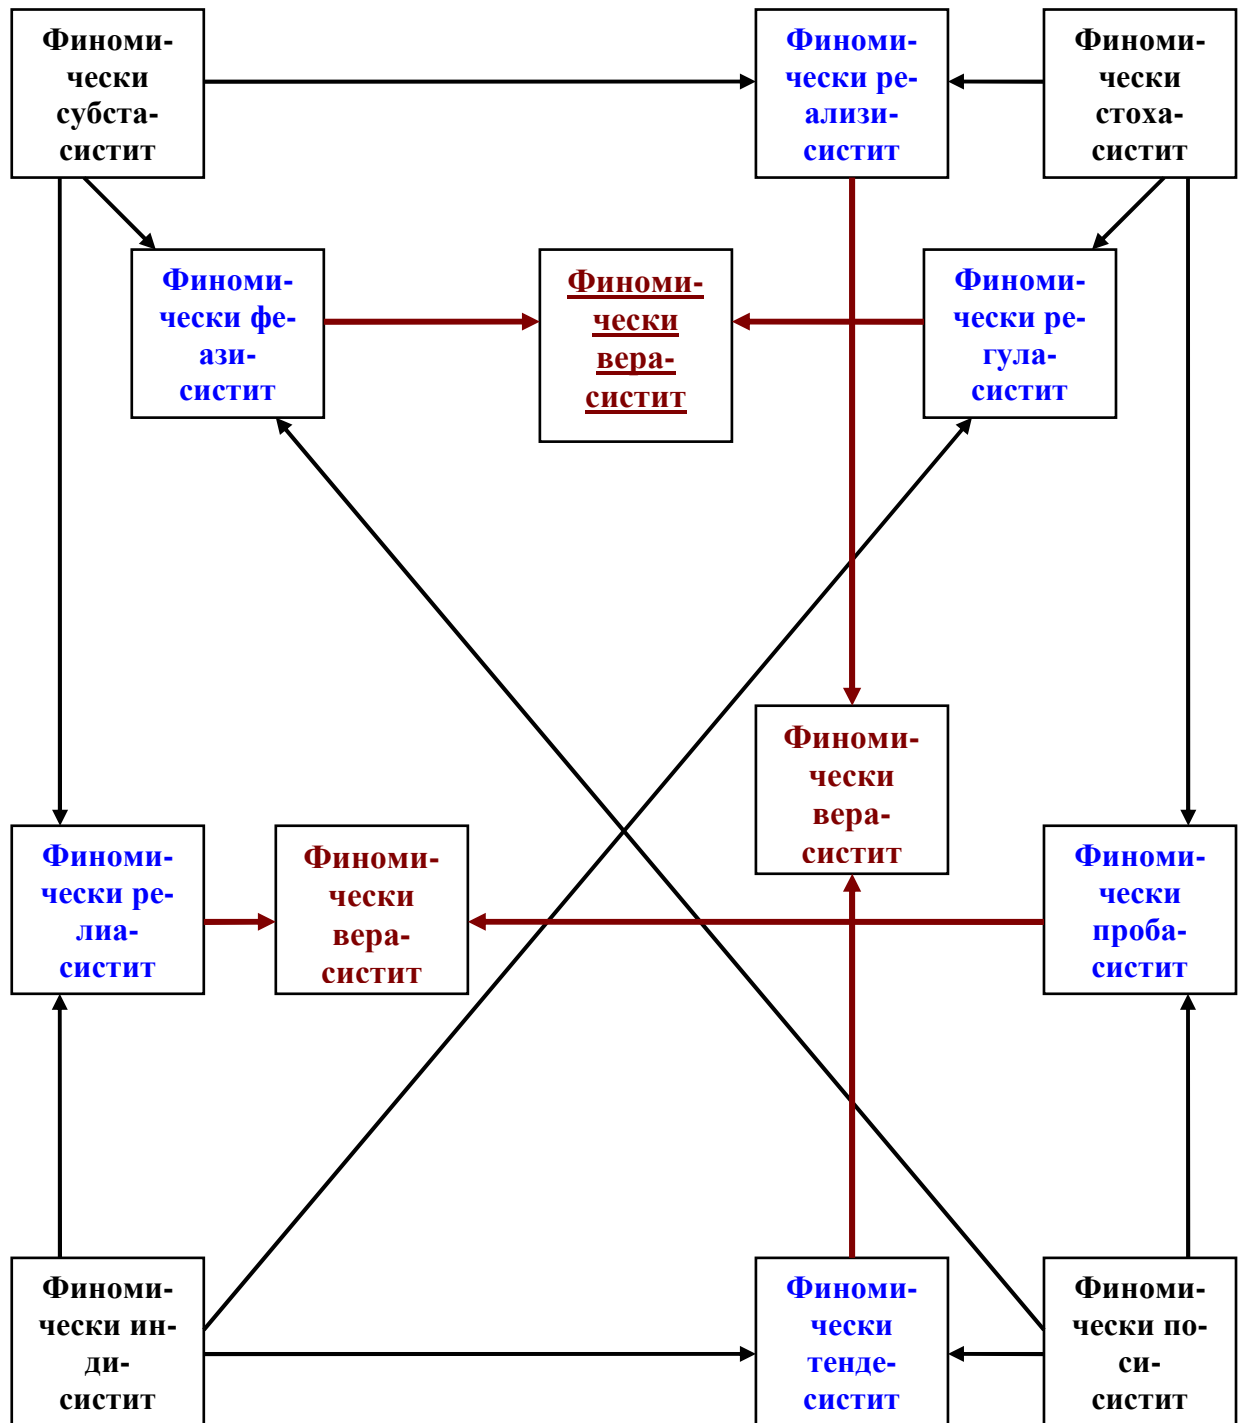 Финоми-
чески
субста-
систит
Финоми-
чески ре-
ализи-
систит
Финоми-
чески
стоха-
систит
Финоми-
чески фе-
ази-
систит
Финоми-
чески
вера-
систит
Финоми-
чески ре-
гула-
систит
Финоми-
чески
вера-
систит
Финоми-
чески ре-
лиа-
систит
Финоми-
чески
вера-
систит
Финоми-
чески
проба-
систит
Финоми-
чески ин-
ди-
систит
Финоми-
чески
тенде-
систит
Финоми-
чески по-
си-
систит